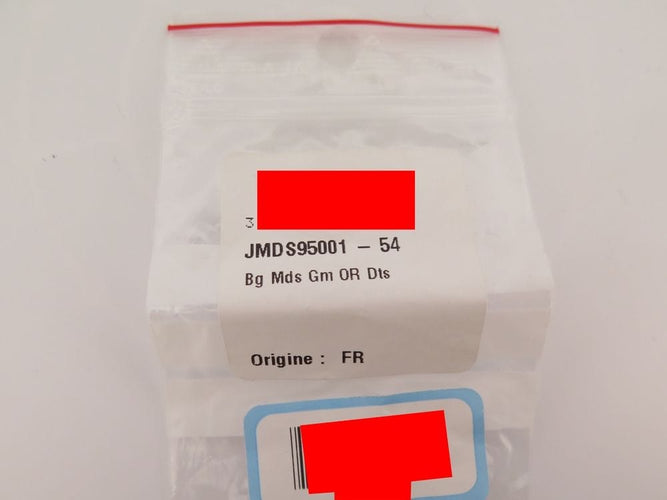 3
JMDS95001 – 54
Bg Mds Gm OR Dts
Origine : FR